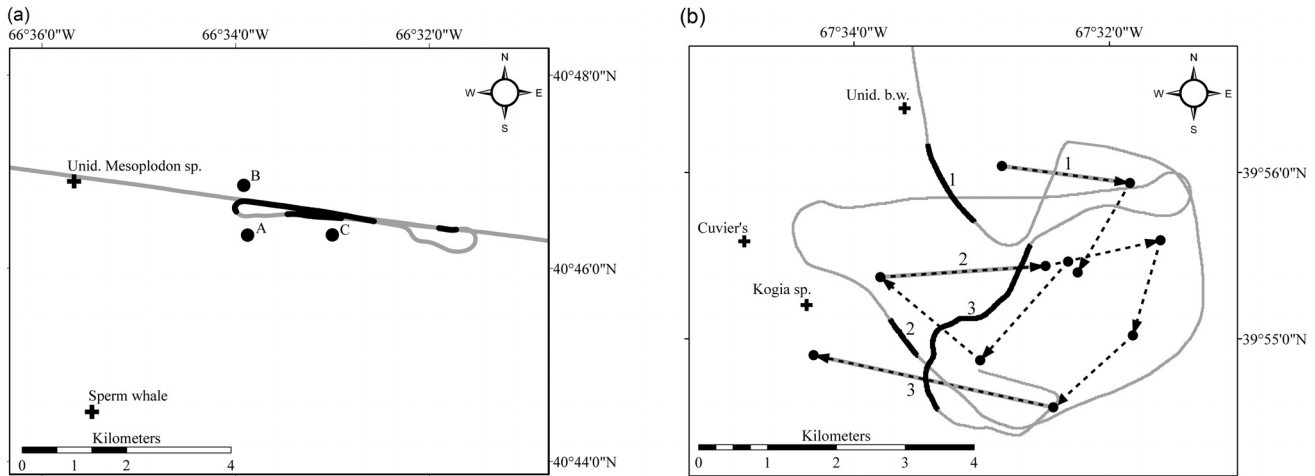 (a)
66°36'0"W
66°34'0"W
66°32'0"W
40°48'0"N
N
W
E
S
Unid. Mesoplodon sp.
B
A
C
40°46'0"N
Sperm whale
Kilometers
0 1 2 4
40°44'0"N
(b)
67°34'0"W
67°32'0"W
N
W
E
S
Unid. b.w.
1
1
39°56'0"N
Cuvier's
2
Kogia sp.
3
2
39°55'0"N
3
Kilometers
0 1 2 3 4